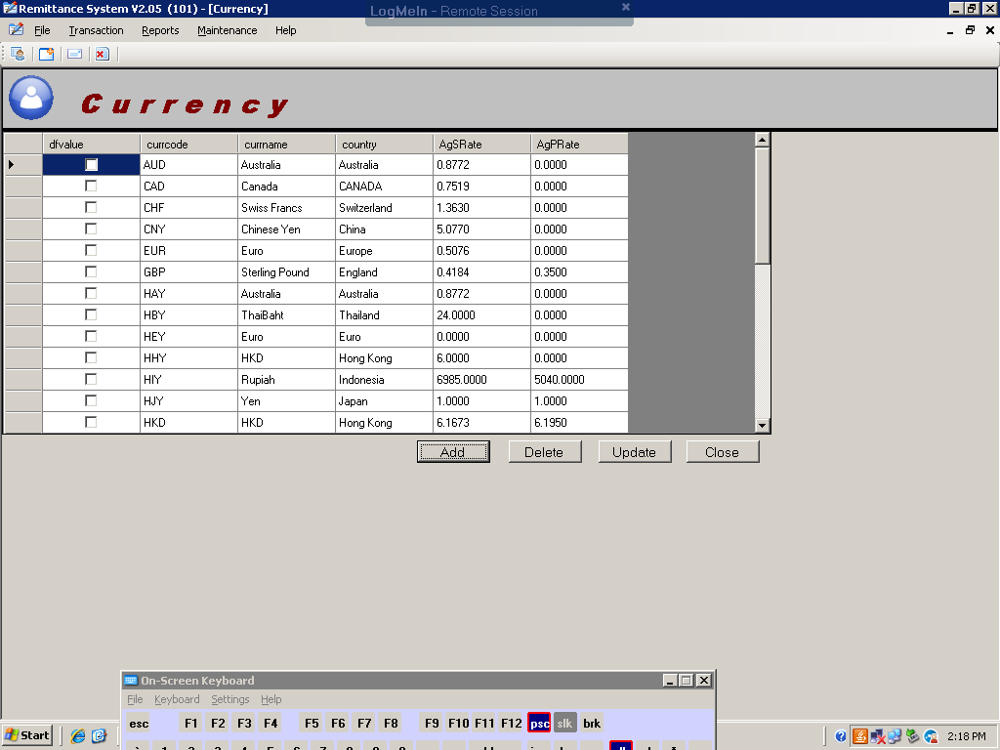 Remittance System V2.05 (101) - [Currency]
LogMeIn - Remote Session
File Transaction Reports Maintenance Help
Currency
dfvalue currcode currname country AgSRate AgPRate
AUD Australia Australia 0.8772 0.0000
CAD Canada CANADA 0.7519 0.0000
CHF Swiss Francs Switzerland 1.3630 0.0000
CNY Chinese Yen China 5.0770 0.0000
EUR Euro Europe 0.5076 0.0000
GBP Sterling Pound England 0.4184 0.3500
HAY Australia Australia 0.8772 0.0000
HBY ThaiBaht Thailand 24.0000 0.0000
HEY Euro Euro 0.0000 0.0000
HHY HKD Hong Kong 6.0000 0.0000
HIY Rupiah Indonesia 6985.0000 5040.0000
HJY Yen Japan 1.0000 1.0000
HKD HKD Hong Kong 6.1673 6.1950
Add Delete Update Close
On-Screen Keyboard
File Keyboard Settings Help
esc F1 F2 F3 F4 F5 F6 F7 F8 F9 F10 F11 F12 psc slk brk
Start 2:18 PM